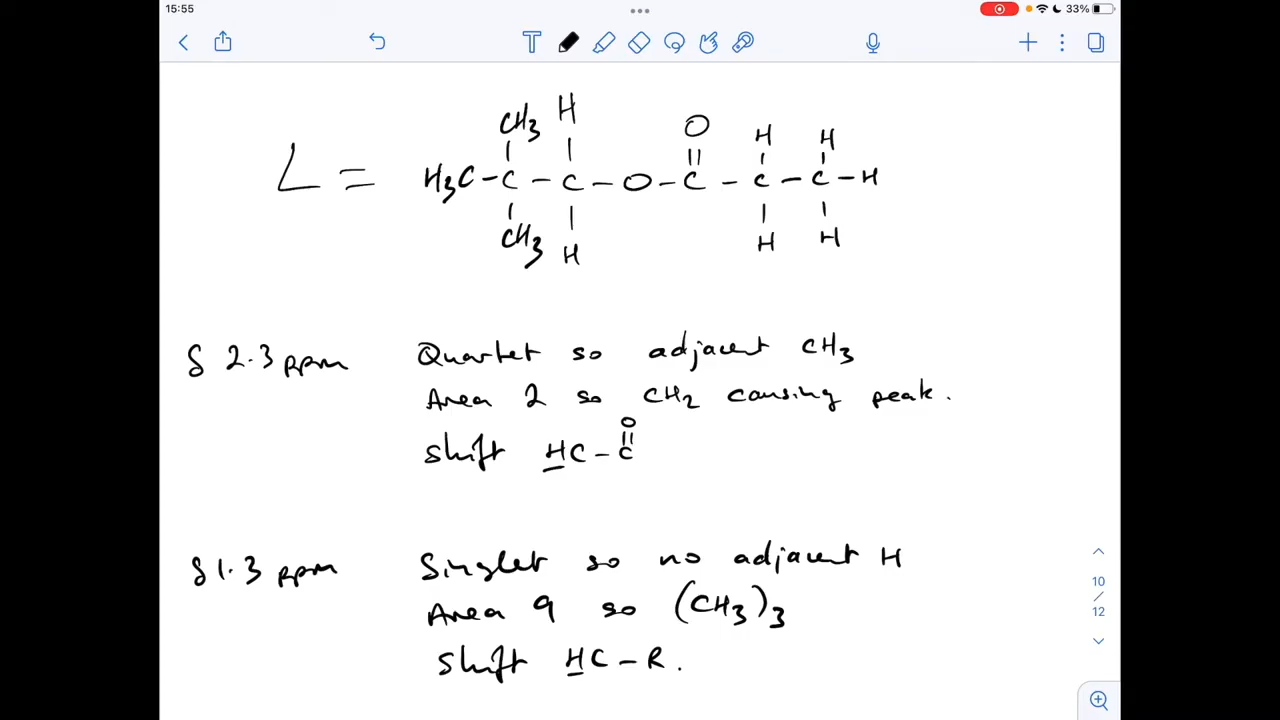 15:55
33%
CH3 H O H H
L = H3C - C - C - O - C - C - C - H
CH3 H H H
δ 2.3 ppm Quartet so adjacent CH3
Area 2 so CH2 causing peak.
O
Shift HC - C
δ 1.3 ppm Singlet so no adjacent H
Area 9 so (CH3)3
Shift HC - R.
10
/
12